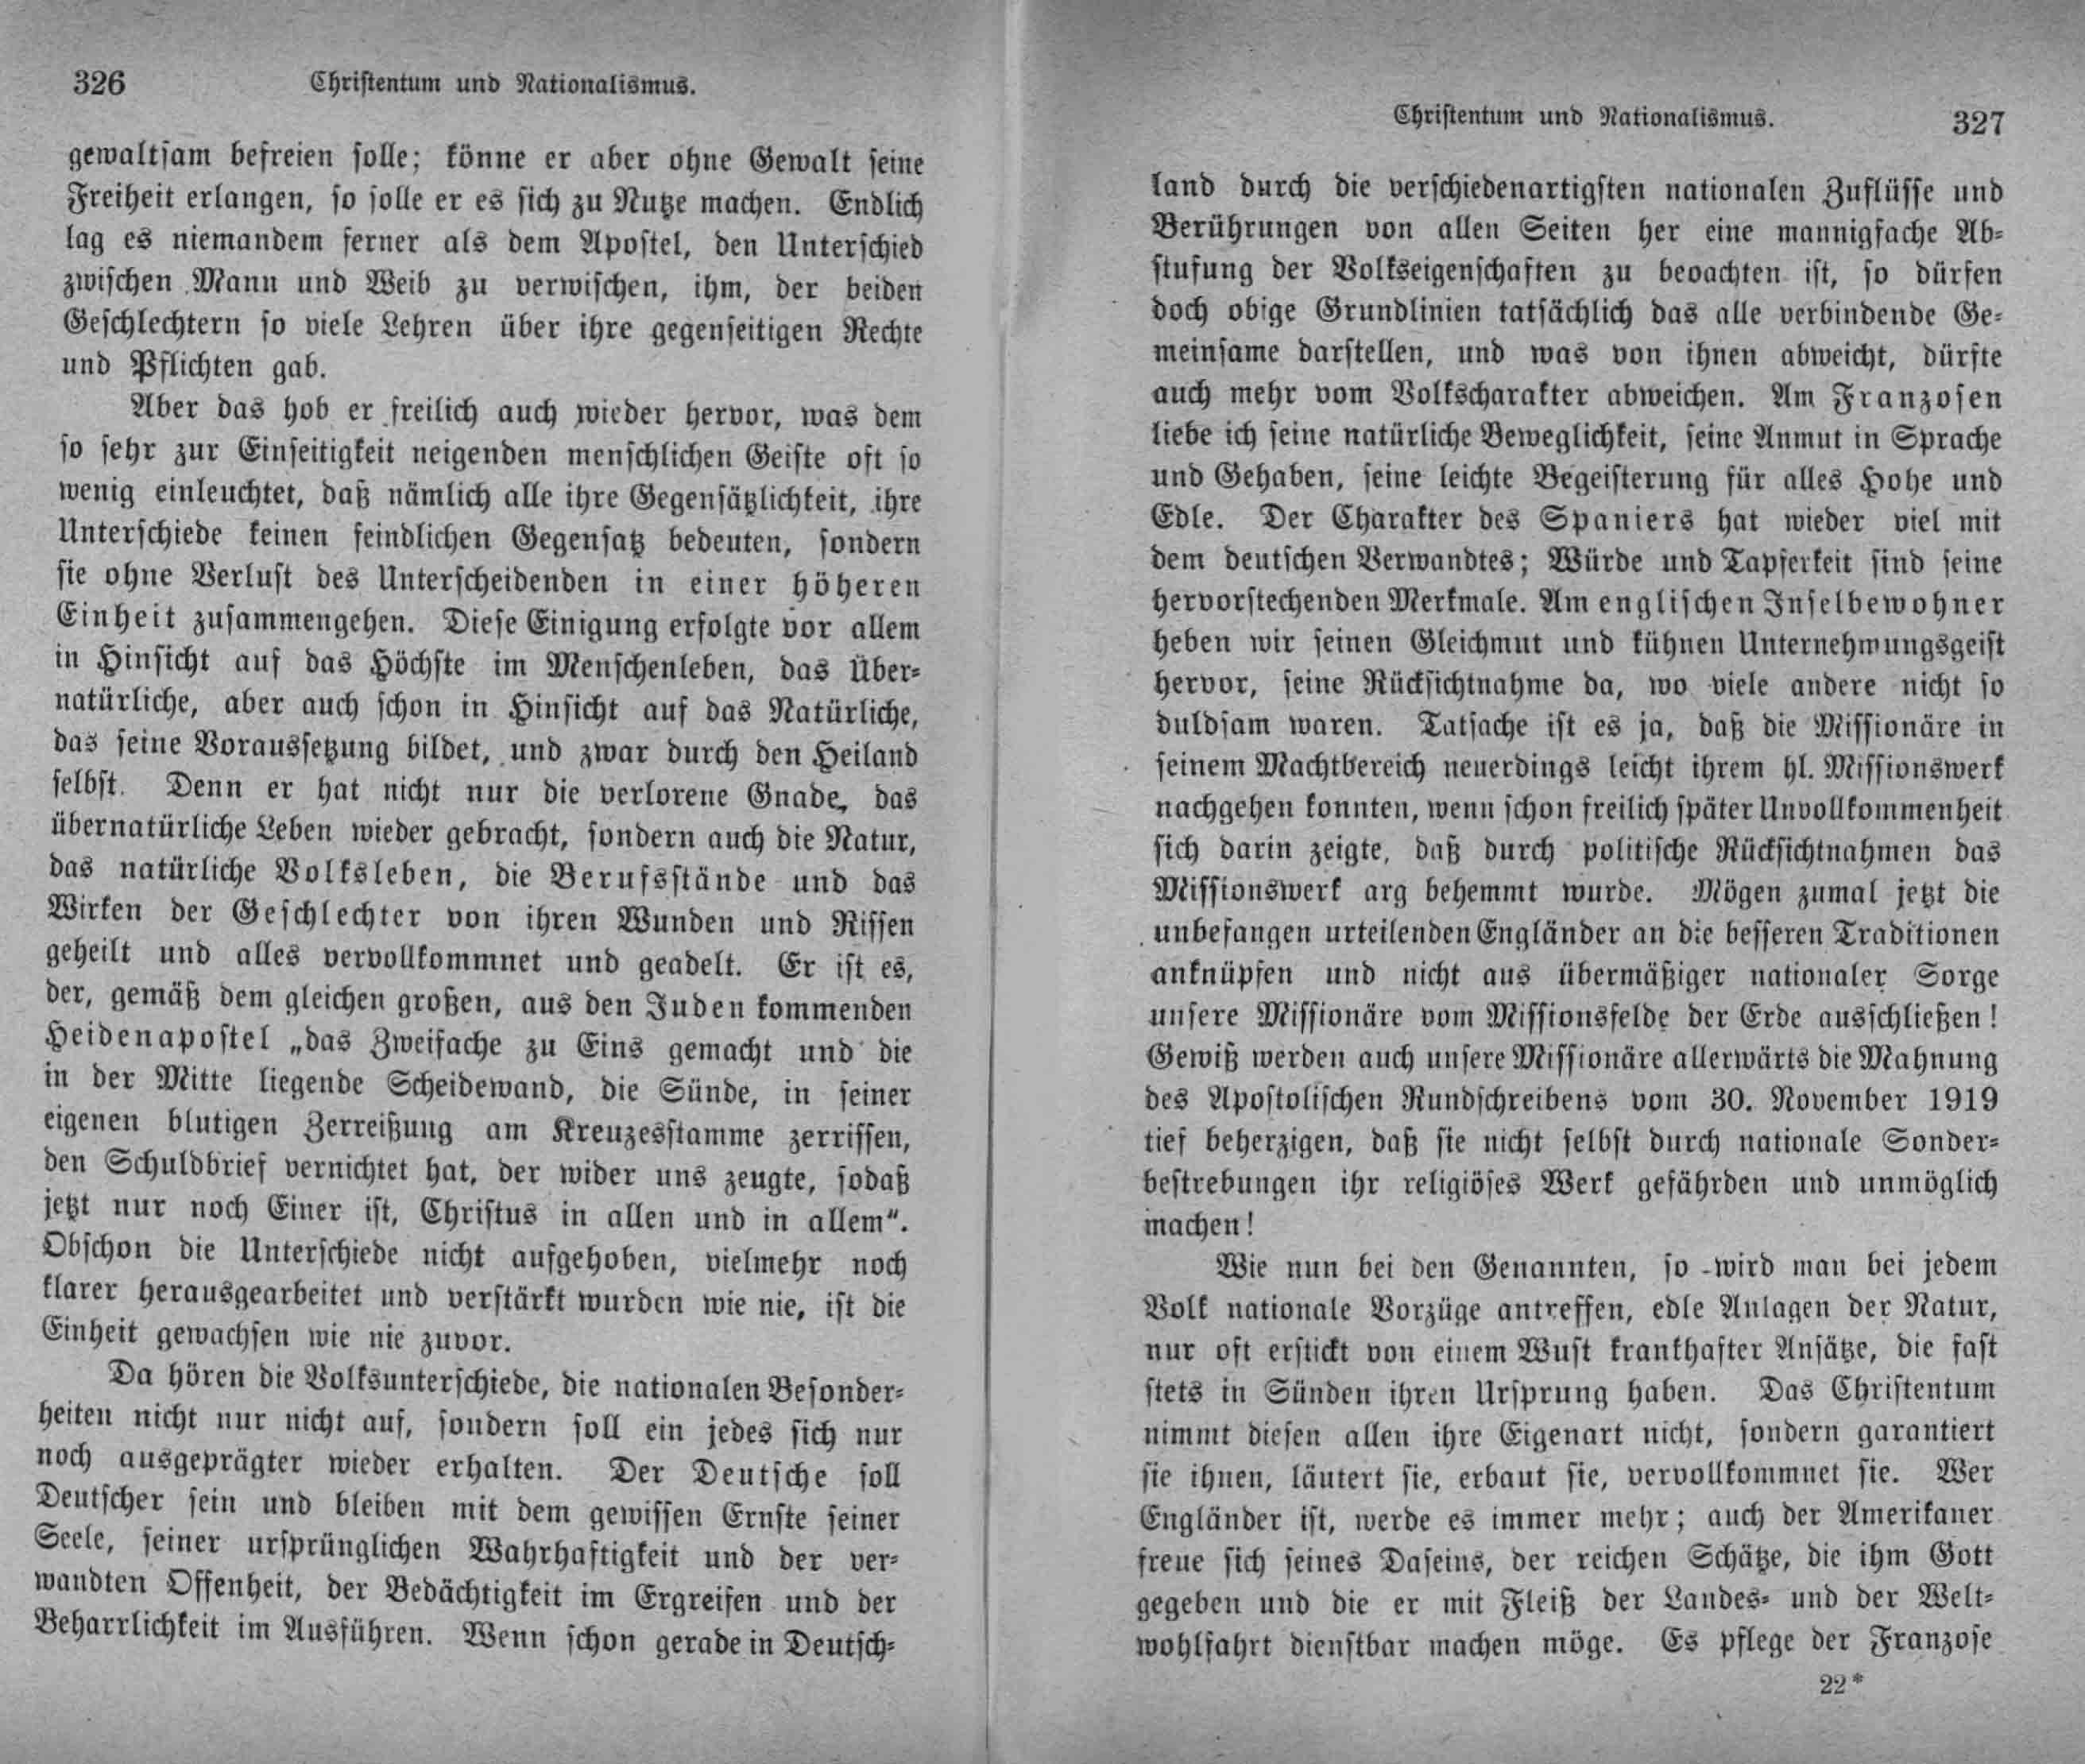 326
Christentum und Nationalismus.
gewaltsam befreien solle; könne er aber ohne Gewalt seine
Freiheit erlangen, so solle er es sich zu Nutze machen. Endlich
lag es niemandem ferner als dem Apostel, den Unterschied
zwischen Mann und Weib zu verwischen, ihm, der beiden
Geschlechtern so viele Lehren über ihre gegenseitigen Rechte
und Pflichten gab.
Aber das hob er freilich auch wieder hervor, was dem
so sehr zur Einseitigkeit neigenden menschlichen Geiste oft so
wenig einleuchtet, daß nämlich alle ihre Gegensätzlichkeit, ihre
Unterschiede keinen feindlichen Gegensatz bedeuten, sondern
sie ohne Verlust des Unterscheidenden in einer höheren
Einheit zusammengehen. Diese Einigung erfolgte vor allem
in Hinsicht auf das Höchste im Menschenleben, das Über-
natürliche, aber auch schon in Hinsicht auf das Natürliche,
das seine Voraussetzung bildet, und zwar durch den Heiland
selbst. Denn er hat nicht nur die verlorene Gnade, das
übernatürliche Leben wieder gebracht, sondern auch die Natur,
das natürliche Volksleben, die Berufsstände und das
Wirken der Geschlechter von ihren Wunden und Rissen
geheilt und alles vervollkommnet und geadelt. Er ist es,
der, gemäß dem gleichen großen, aus den Juden kommenden
Heidenapostel „das Zweifache zu Eins gemacht und die
in der Mitte liegende Scheidewand, die Sünde, in seiner
eigenen blutigen Zerreißung am Kreuzesstamme zerrissen,
den Schuldbrief vernichtet hat, der wider uns zeugte, sodaß
jetzt nur noch Einer ist, Christus in allen und in allem“.
Obschon die Unterschiede nicht aufgehoben, vielmehr noch
klarer herausgearbeitet und verstärkt wurden wie nie, ist die
Einheit gewachsen wie nie zuvor.
Da hören die Volksunterschiede, die nationalen Besonder-
heiten nicht nur nicht auf, sondern soll ein jedes sich nur
noch ausgeprägter wieder erhalten. Der Deutsche soll
Deutscher sein und bleiben mit dem gewissen Ernste seiner
Seele, seiner ursprünglichen Wahrhaftigkeit und der ver-
wandten Offenheit, der Bedächtigkeit im Ergreifen und der
Beharrlichkeit im Ausführen. Wenn schon gerade in Deutsch-
Christentum und Nationalismus.
327
land durch die verschiedenartigsten nationalen Zuflüsse und
Berührungen von allen Seiten her eine mannigfache Ab-
stufung der Volkseigenschaften zu beoachten ist, so dürfen
doch obige Grundlinien tatsächlich das alle verbindende Ge-
meinsame darstellen, und was von ihnen abweicht, dürfte
auch mehr vom Volkscharakter abweichen. Am Franzosen
liebe ich seine natürliche Beweglichkeit, seine Anmut in Sprache
und Gehaben, seine leichte Begeisterung für alles Hohe und
Edle. Der Charakter des Spaniers hat wieder viel mit
dem deutschen Verwandtes; Würde und Tapferkeit sind seine
hervorstechenden Merkmale. Am englischen Inselbewohner
heben wir seinen Gleichmut und kühnen Unternehmungsgeist
hervor, seine Rücksichtnahme da, wo viele andere nicht so
duldsam waren. Tatsache ist es ja, daß die Missionäre in
seinem Machtbereich neuerdings leicht ihrem hl. Missionswerk
nachgehen konnten, wenn schon freilich später Unvollkommenheit
sich darin zeigte, daß durch politische Rücksichtnahmen das
Missionswerk arg behemmt wurde. Mögen zumal jetzt die
unbefangen urteilenden Engländer an die besseren Traditionen
anknüpfen und nicht aus übermäßiger nationaler Sorge
unsere Missionäre vom Missionsfelde der Erde ausschließen!
Gewiß werden auch unsere Missionäre allerwärts die Mahnung
des Apostolischen Rundschreibens vom 30. November 1919
tief beherzigen, daß sie nicht selbst durch nationale Sonder-
bestrebungen ihr religiöses Werk gefährden und unmöglich
machen!
Wie nun bei den Genannten, so wird man bei jedem
Volk nationale Vorzüge antreffen, edle Anlagen der Natur,
nur oft erstickt von einem Wust krankhafter Ansätze, die fast
stets in Sünden ihren Ursprung haben. Das Christentum
nimmt diesen allen ihre Eigenart nicht, sondern garantiert
sie ihnen, läutert sie, erbaut sie, vervollkommnet sie. Wer
Engländer ist, werde es immer mehr; auch der Amerikaner
freue sich seines Daseins, der reichen Schätze, die ihm Gott
gegeben und die er mit Fleiß der Landes- und der Welt-
wohlfahrt dienstbar machen möge. Es pflege der Franzose
22*